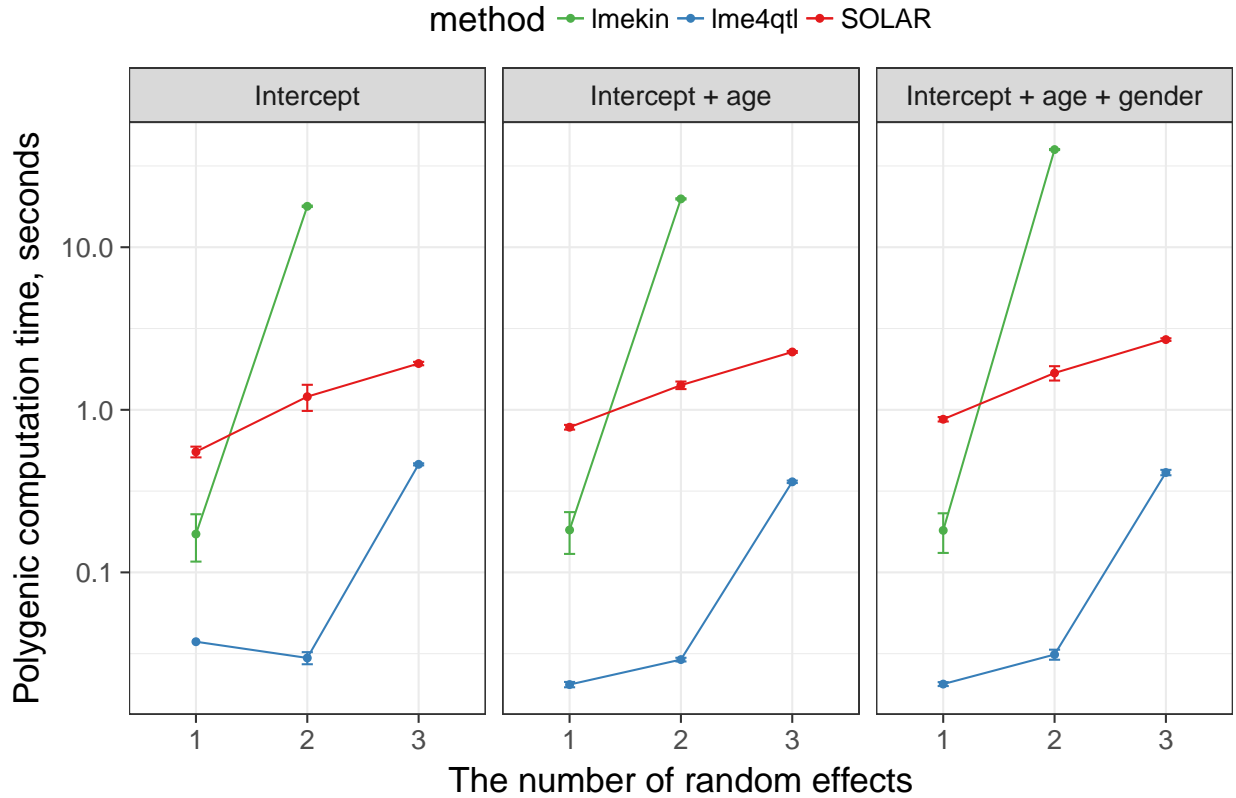 method lmekin lme4qtl SOLAR
Intercept
Intercept + age
Intercept + age + gender
Polygenic computation time, seconds
10.0
1.0
0.1
1 2 3
1 2 3
1 2 3
The number of random effects